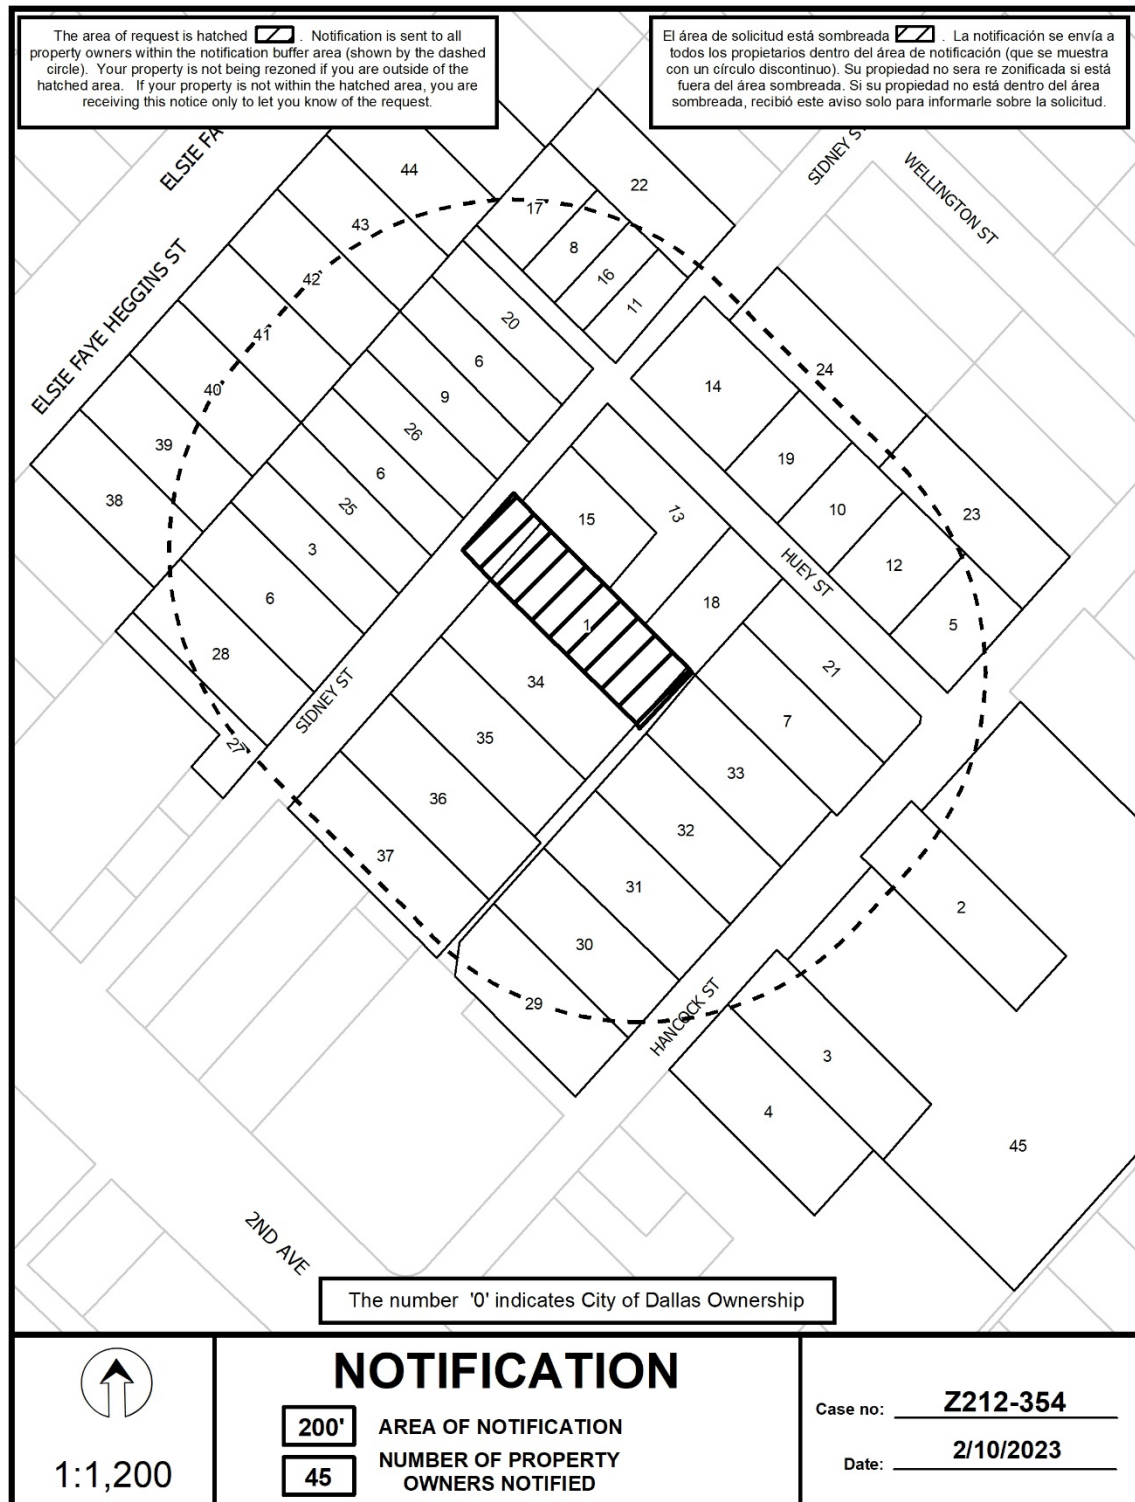 The area of request is hatched . Notification is sent to all
property owners within the notification buffer area (shown by the dashed
circle). Your property is not being rezoned if you are outside of the
hatched area. If your property is not within the hatched area, you are
receiving this notice only to let you know of the request.
El área de solicitud está sombreada . La notificación se envía a
todos los propietarios dentro del área de notificación (que se muestra
con un círculo discontinuo). Su propiedad no sera re zonificada si está
fuera del área sombreada. Si su propiedad no está dentro del área
sombreada, recibió este aviso solo para informarle sobre la solicitud.
ELSIE FA
SIDNEY ST
WELLINGTON ST
44
22
17
43
8
42
16
11
ELSIE FAYE HEGGINS ST
20
41
6
24
14
40
9
26
39
19
6
38
25
15
13
10
23
3
12
HUEY ST
6
18
1
5
28
34
21
SIDNEY ST
7
27
35
33
36
32
37
31
2
30
29
HANCOCK ST
3
4
45
2ND AVE
The number '0' indicates City of Dallas Ownership
1:1,200
NOTIFICATION
200' AREA OF NOTIFICATION
45 NUMBER OF PROPERTY
OWNERS NOTIFIED
Case no: Z212-354
Date: 2/10/2023